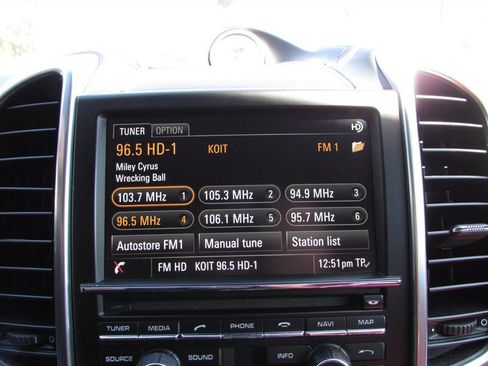 TUNER OPTION HD
96.5 HD-1 KOIT FM 1
Miley Cyrus
Wrecking Ball
103.7 MHz 1 105.3 MHz 2 94.9 MHz 3
96.5 MHz 4 106.1 MHz 5 95.7 MHz 6
Autostore FM1 Manual tune Station list
FM HD KOIT 96.5 HD-1 12:51pm TP
TUNER MEDIA PHONE NAVI MAP
SOURCE SOUND INFO